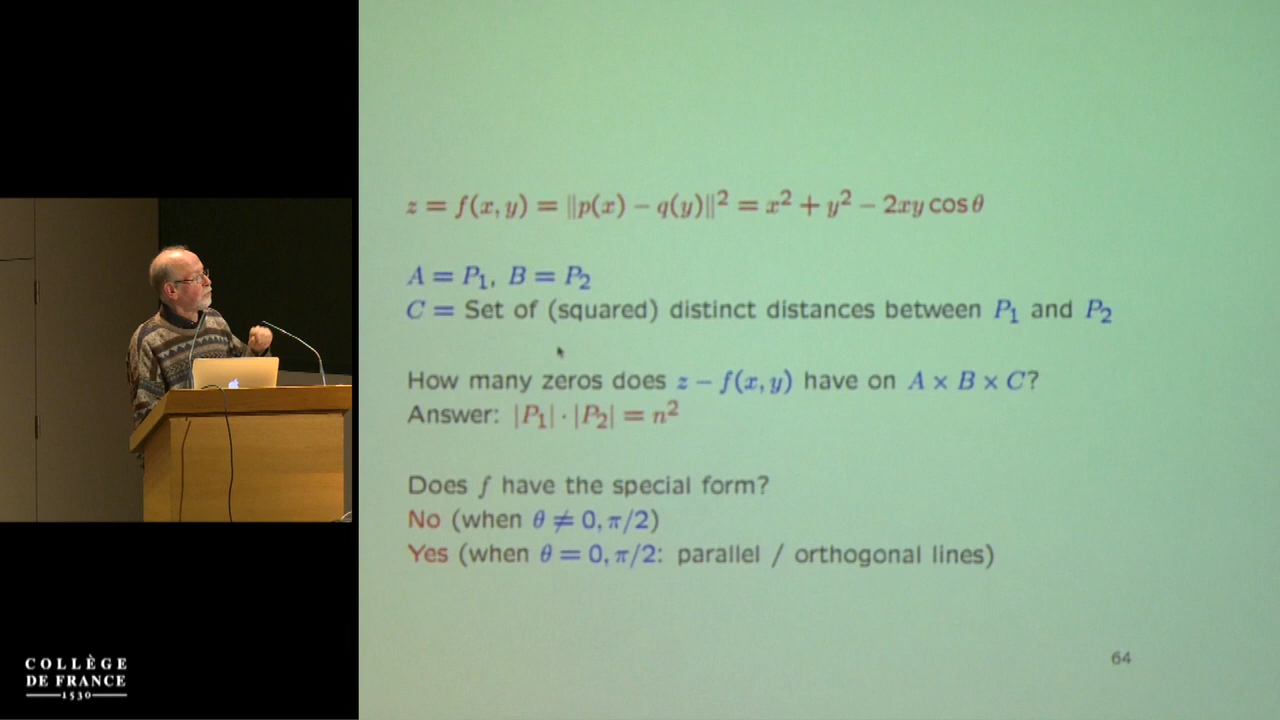 z = f(x, y) = ||p(x) − q(y)||² = x² + y² − 2xy cos θ
A = P₁, B = P₂
C = Set of (squared) distinct distances between P₁ and P₂
How many zeros does z − f(x, y) have on A × B × C?
Answer: |P₁| · |P₂| = n²
Does f have the special form?
No (when θ ≠ 0, π/2)
Yes (when θ = 0, π/2: parallel / orthogonal lines)
64
COLLÈGE
DE FRANCE
1530